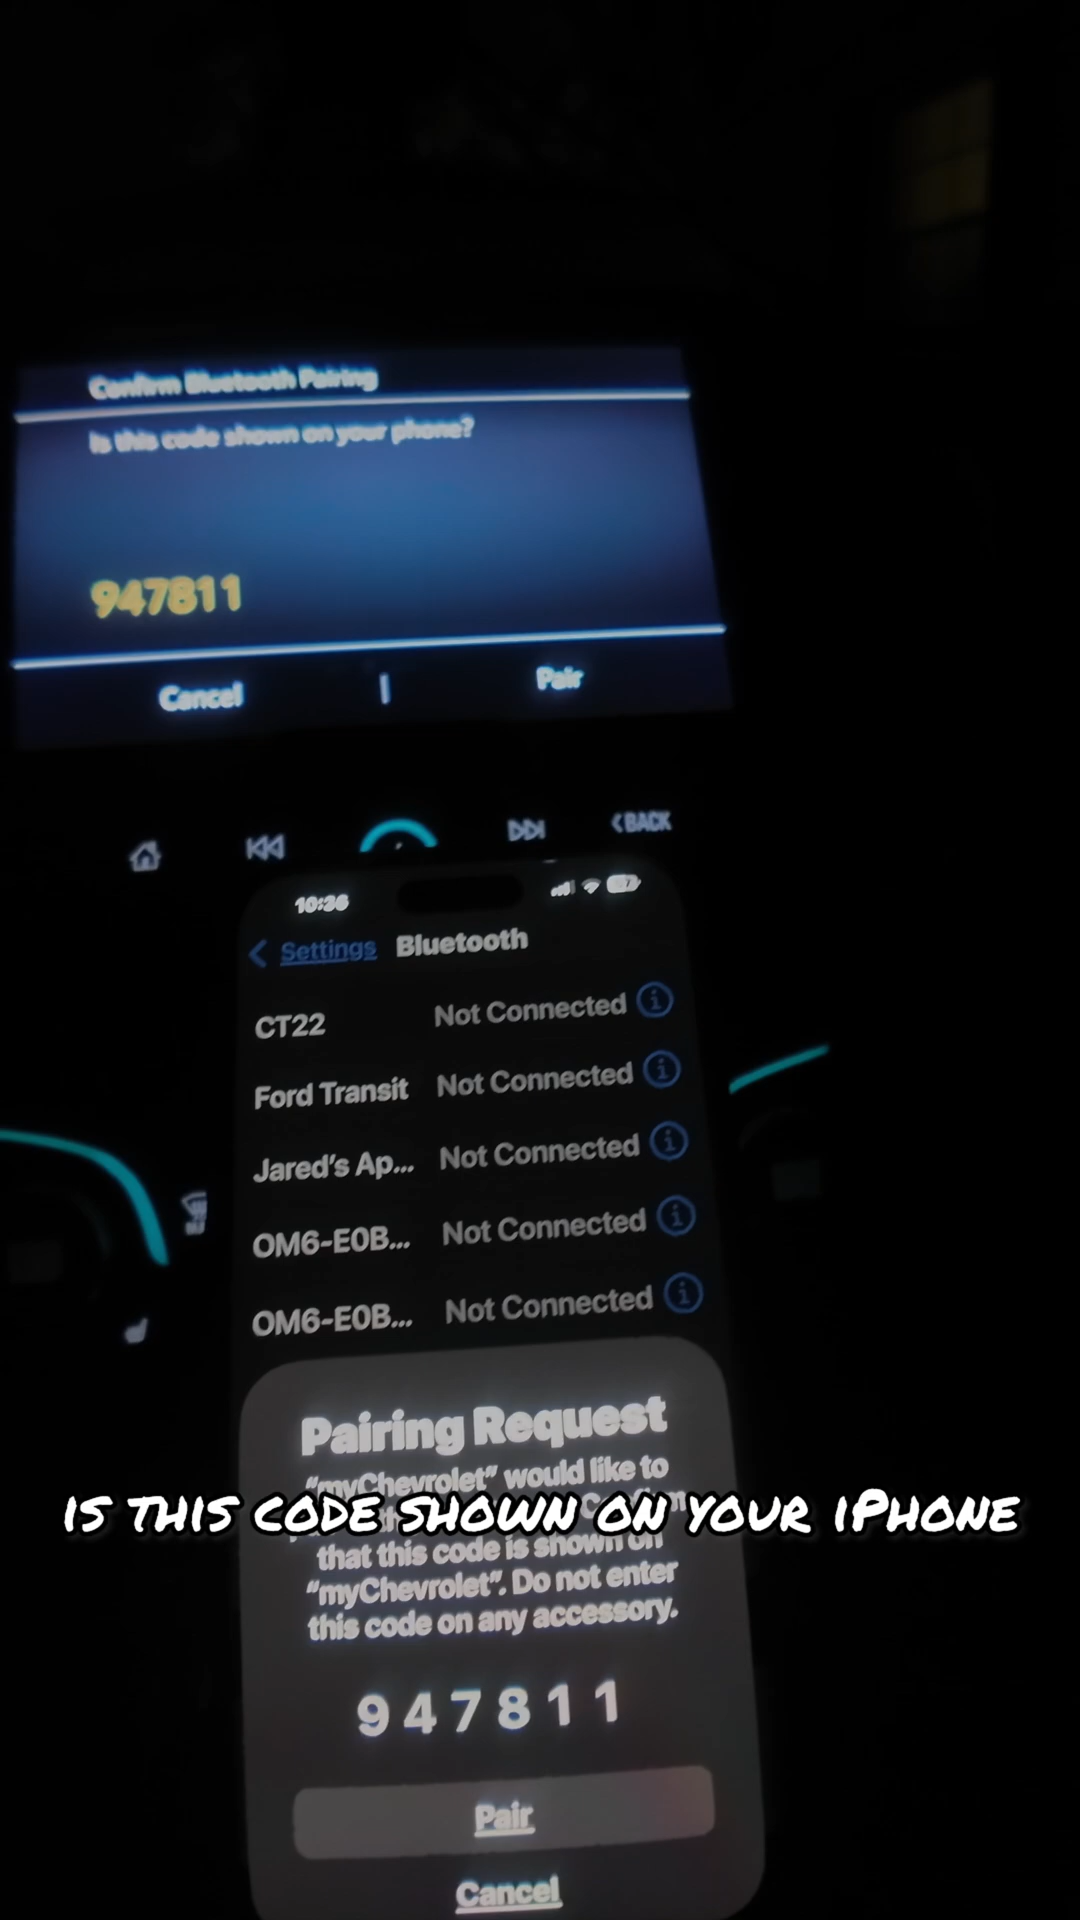 Confirm Bluetooth Pairing
Is this code shown on your phone?
947811
Cancel | Pair
<BACK
10:36
Settings Bluetooth
CT22 Not Connected
Ford Transit Not Connected
Jared's Ap... Not Connected
OM6-E0B... Not Connected
OM6-E0B... Not Connected
Pairing Request
"myChevrolet" would like to
IS THIS CODE SHOWN ON YOUR IPHONE
that this code is shown on
"myChevrolet". Do not enter
this code on any accessory.
947811
Pair
Cancel